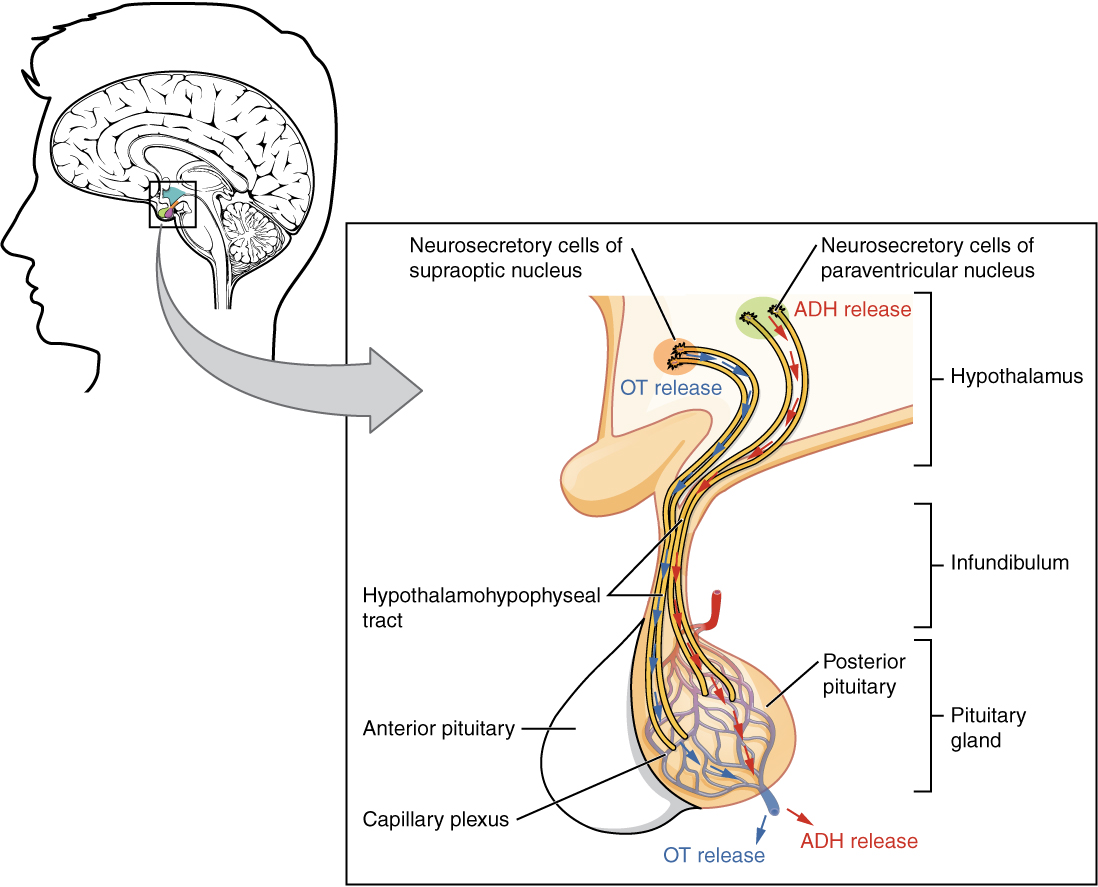 Neurosecretory cells of
supraoptic nucleus
Neurosecretory cells of
paraventricular nucleus
ADH release
OT release
Hypothalamus
Infundibulum
Hypothalamohypophyseal
tract
Posterior
pituitary
Anterior pituitary
Pituitary
gland
Capillary plexus
ADH release
OT release